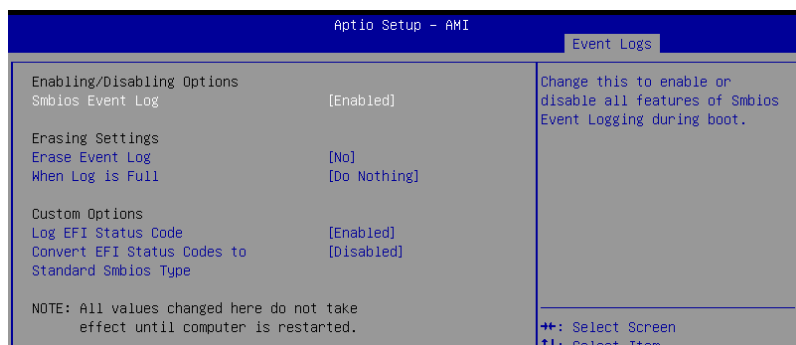 Aptio Setup – AMI
Event Logs
Enabling/Disabling Options
Smbios Event Log [Enabled]
Erasing Settings
Erase Event Log [No]
When Log is Full [Do Nothing]
Custom Options
Log EFI Status Code [Enabled]
Convert EFI Status Codes to [Disabled]
Standard Smbios Type
NOTE: All values changed here do not take
effect until computer is restarted.
Change this to enable or
disable all features of Smbios
Event Logging during boot.
→←: Select Screen
↑↓: Select Item